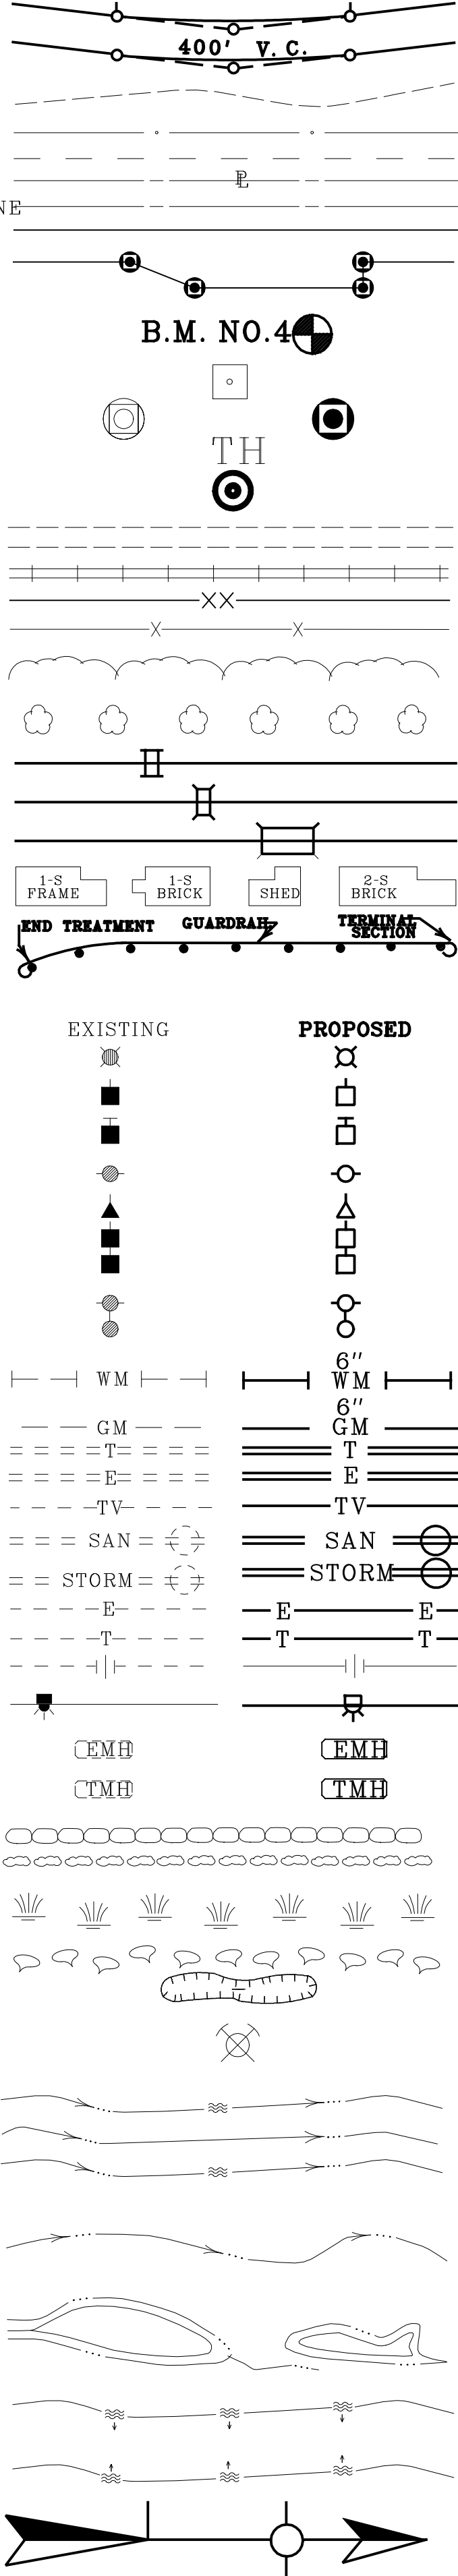 400' V. C.
PL
NE
B.M. NO.4
TH
1-S FRAME
1-S BRICK
SHED
2-S BRICK
END TREATMENT
GUARDRAIL
TERMINAL SECTION
EXISTING PROPOSED
6"
WM WM
6"
GM GM
T T
E E
TV TV
SAN SAN
STORM STORM
E E E
T T T
EMH EMH
TMH TMH